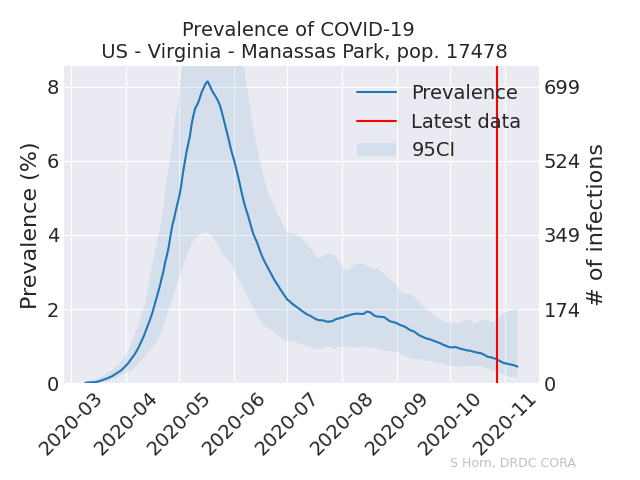 Prevalence of COVID-19
US - Virginia - Manassas Park, pop. 17478
Prevalence
Latest data
95CI
Prevalence (%)
8
6
4
2
0
699
524
349
174
0
# of infections
2020-03
2020-04
2020-05
2020-06
2020-07
2020-08
2020-09
2020-10
2020-11
S Horn, DRDC CORA